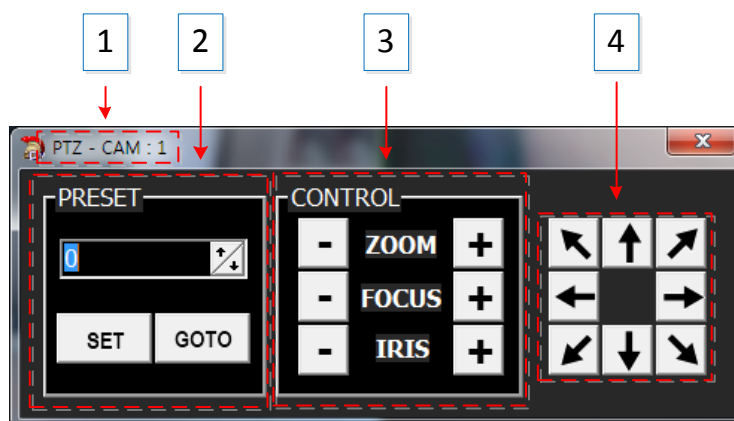 1 2 3 4
PTZ - CAM : 1
x
PRESET CONTROL
- ZOOM +
0
- FOCUS +
SET GOTO
- IRIS +